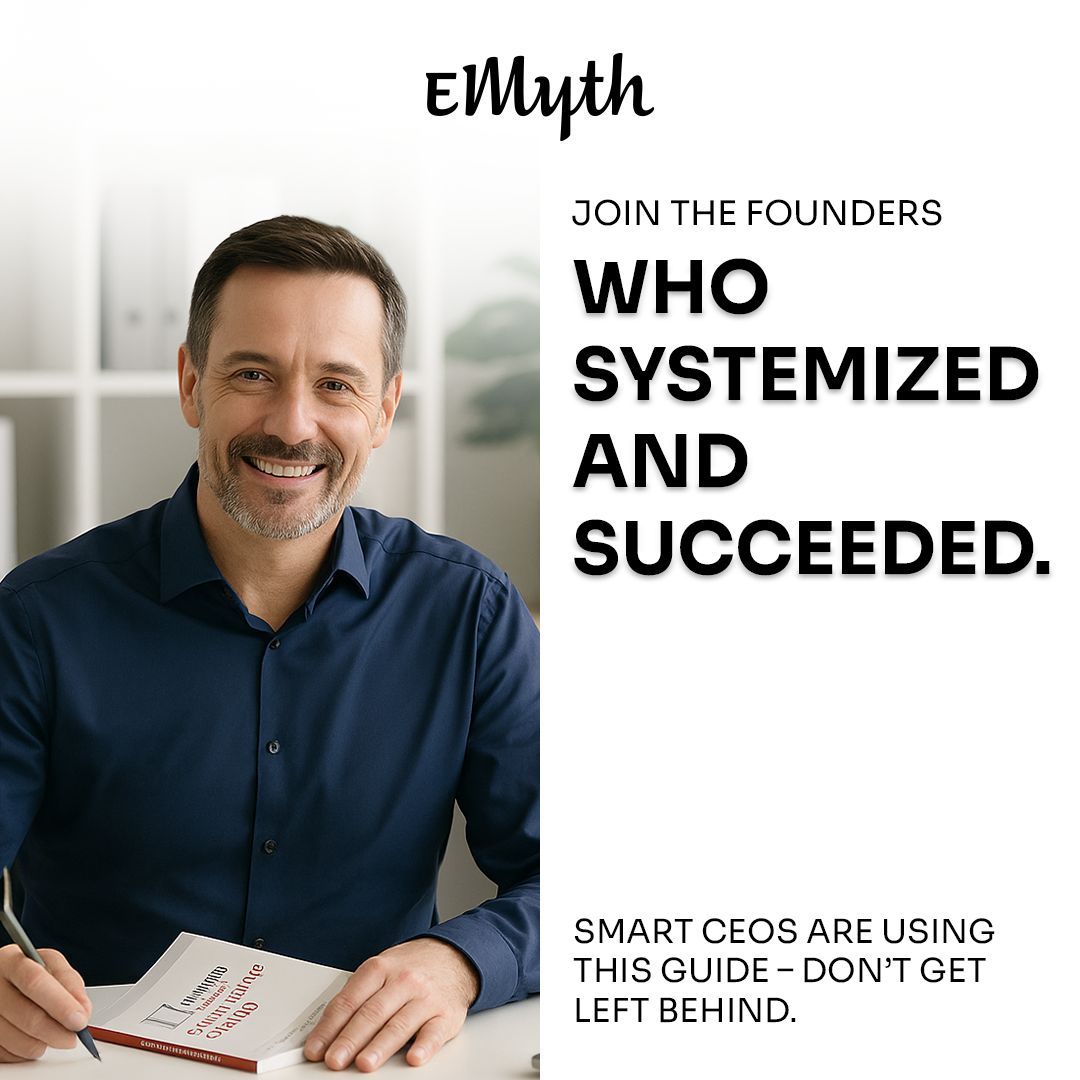 EMyth
JOIN THE FOUNDERS
WHO
SYSTEMIZED
AND
SUCCEEDED.
SMART CEOS ARE USING
THIS GUIDE – DON'T GET
LEFT BEHIND.